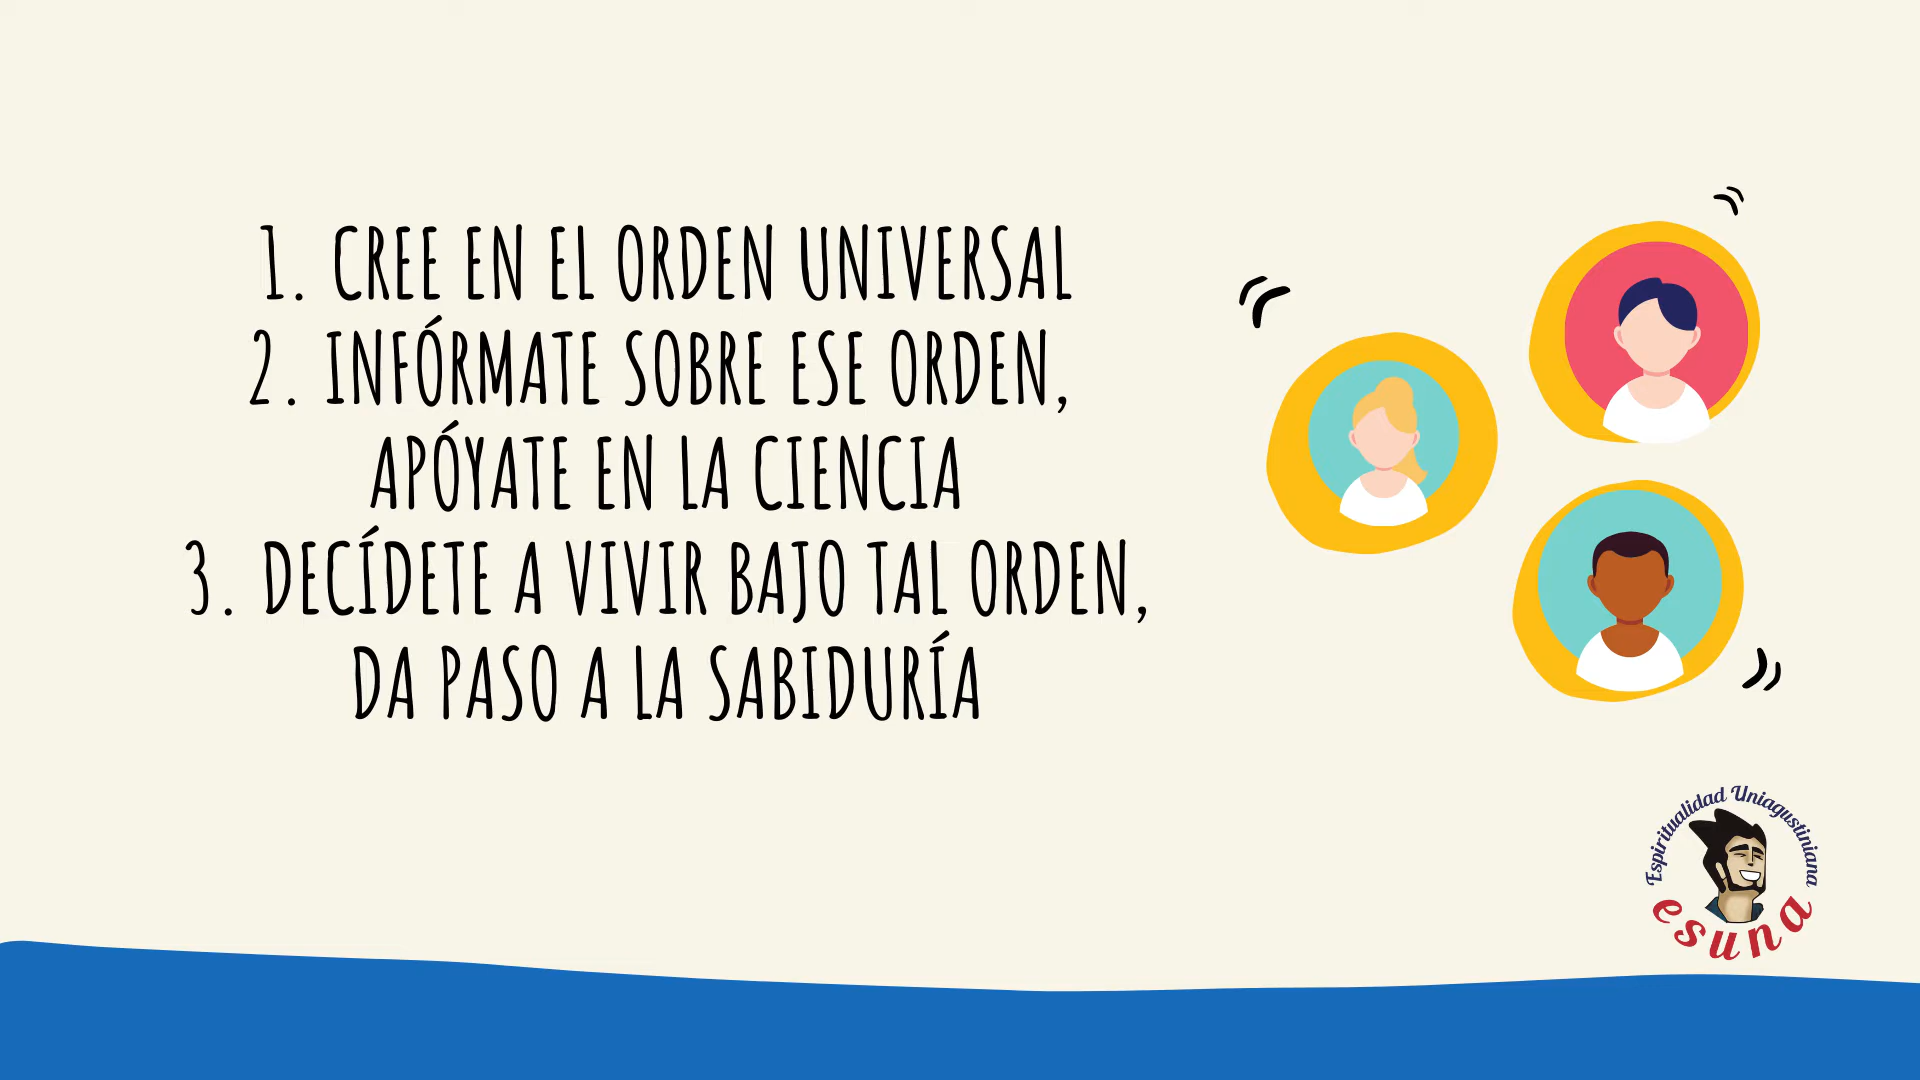 1. CREE EN EL ORDEN UNIVERSAL
2. INFÓRMATE SOBRE ESE ORDEN,
APÓYATE EN LA CIENCIA
3. DECÍDETE A VIVIR BAJO TAL ORDEN,
DA PASO A LA SABIDURÍA
Espiritualidad Uniagustiniana
esuna